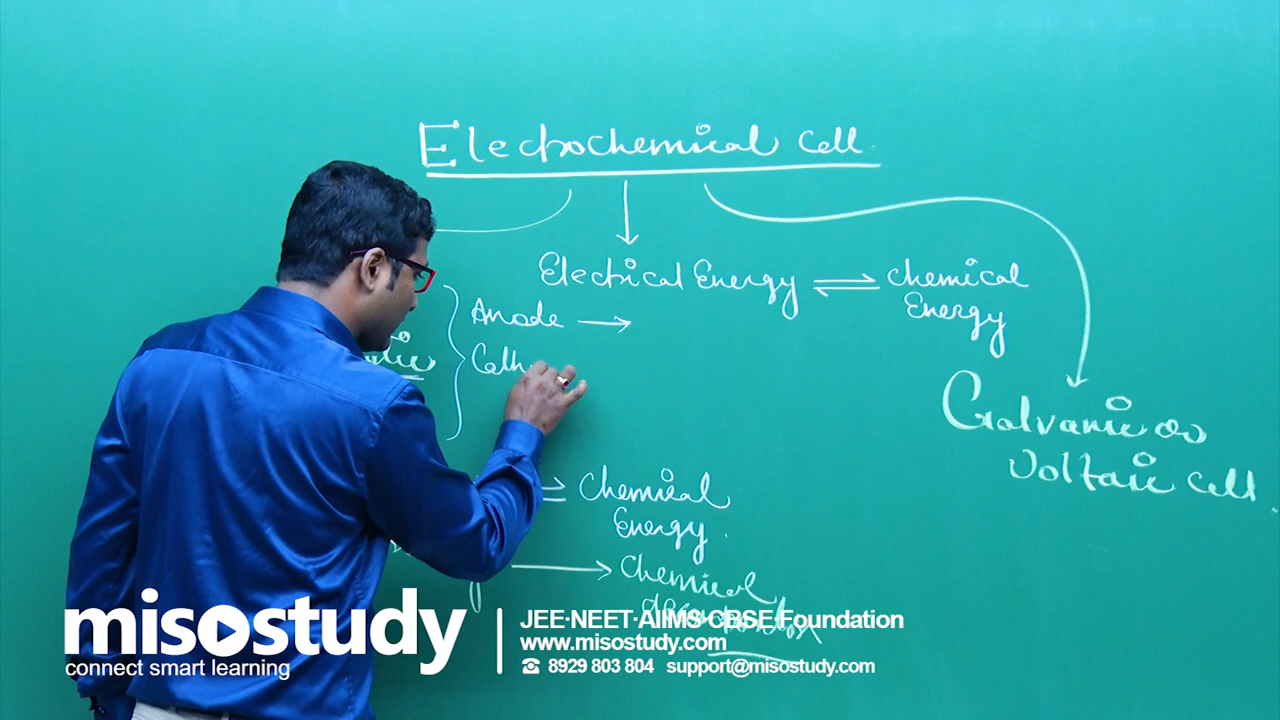 Electrochemical Cell.
Electrical Energy ⇌ Chemical
Energy
Anode →
Cath
Galvanic or
Voltaic Cell.
Chemical
Energy.
→ Chemical
misostudy
connect smart learning
JEE·NEET·AIIMS·CBSE Foundation
www.misostudy.com
☎ 8929 803 804 support@misostudy.com